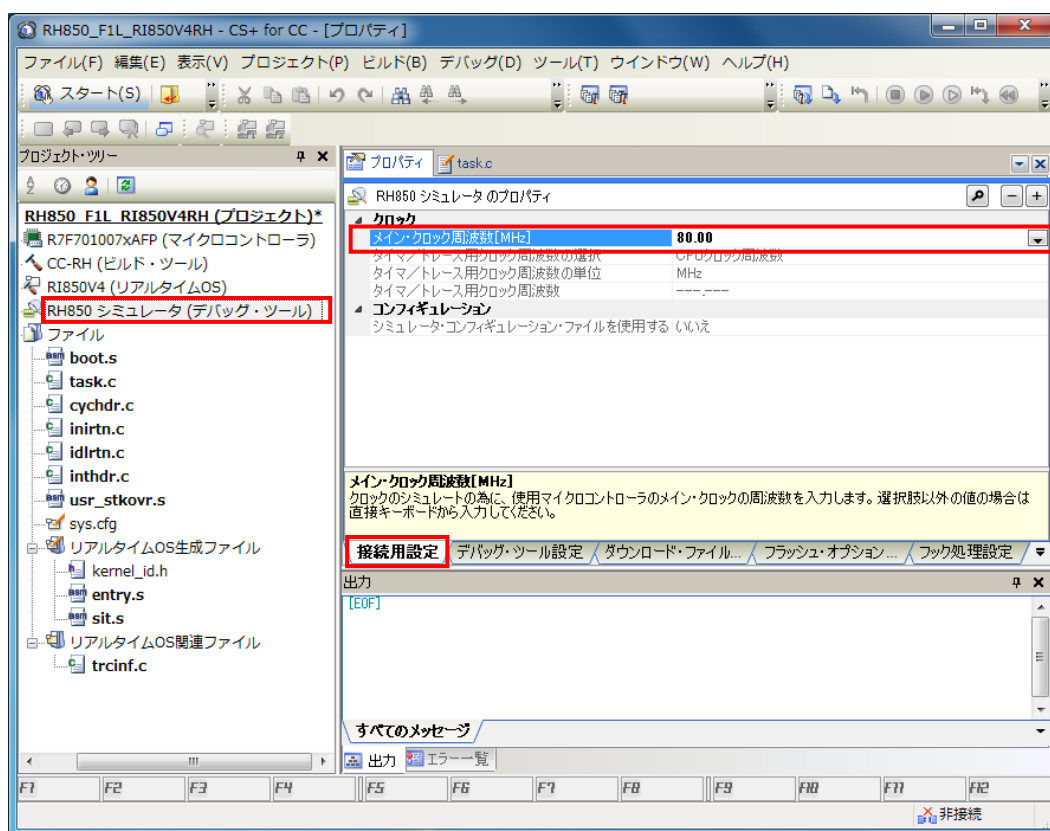 RH850_F1L_RI850V4RH - CS+ for CC - [プロパティ]
ファイル(F) 編集(E) 表示(V) プロジェクト(P) ビルド(B) デバッグ(D) ツール(T) ウインドウ(W) ヘルプ(H)
スタート(S)
プロジェクト・ツリー
RH850_F1L_RI850V4RH (プロジェクト)*
R7F701007xAFP (マイクロコントローラ)
CC-RH (ビルド・ツール)
RI850V4 (リアルタイムOS)
RH850 シミュレータ (デバッグ・ツール)
ファイル
boot.s
task.c
cychdr.c
inirtn.c
idlrtn.c
inthdr.c
usr_stkovr.s
sys.cfg
リアルタイムOS生成ファイル
kernel_id.h
entry.s
sit.s
リアルタイムOS関連ファイル
trcinf.c
プロパティ task.c
RH850 シミュレータ のプロパティ
クロック
メイン・クロック周波数[MHz] 80.00
タイマ/トレース用クロック周波数の選択 CPUクロック周波数
タイマ/トレース用クロック周波数の単位 MHz
タイマ/トレース用クロック周波数 ---.---
コンフィギュレーション
シミュレータ・コンフィギュレーション・ファイルを使用する いいえ
メイン・クロック周波数[MHz]
クロックのシミュレートの為に、使用マイクロコントローラのメイン・クロックの周波数を入力します。選択肢以外の値の場合は
直接キーボードから入力してください。
接続用設定 デバッグ・ツール設定 ダウンロード・ファイル... フラッシュ・オプション... フック処理設定
出力
[EOF]
すべてのメッセージ
出力 エラー一覧
F1 F2 F3 F4 F5 F6 F7 F8 F9 F10 F11 F12
非接続